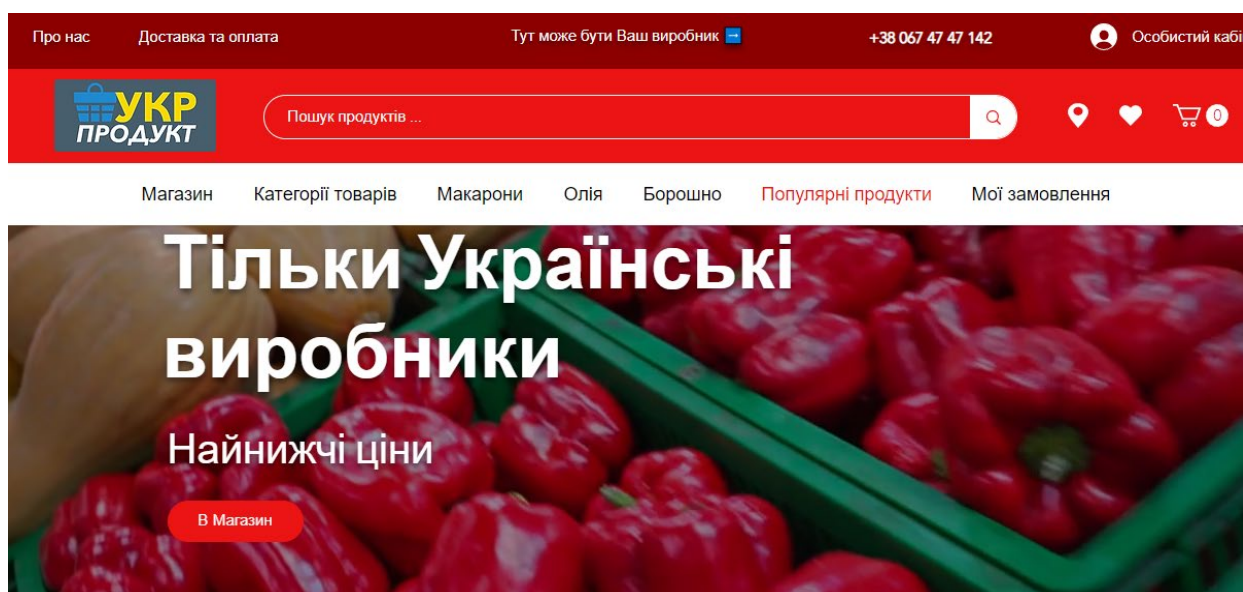 Про нас
Доставка та оплата
Тут може бути Ваш виробник ➡
+38 067 47 47 142
Особистий кабі
УКР
ПРОДУКТ
Пошук продуктів ...
0
Магазин
Категорії товарів
Макарони
Олія
Борошно
Популярні продукти
Мої замовлення
Тільки Українські
виробники
Найнижчі ціни
В Магазин